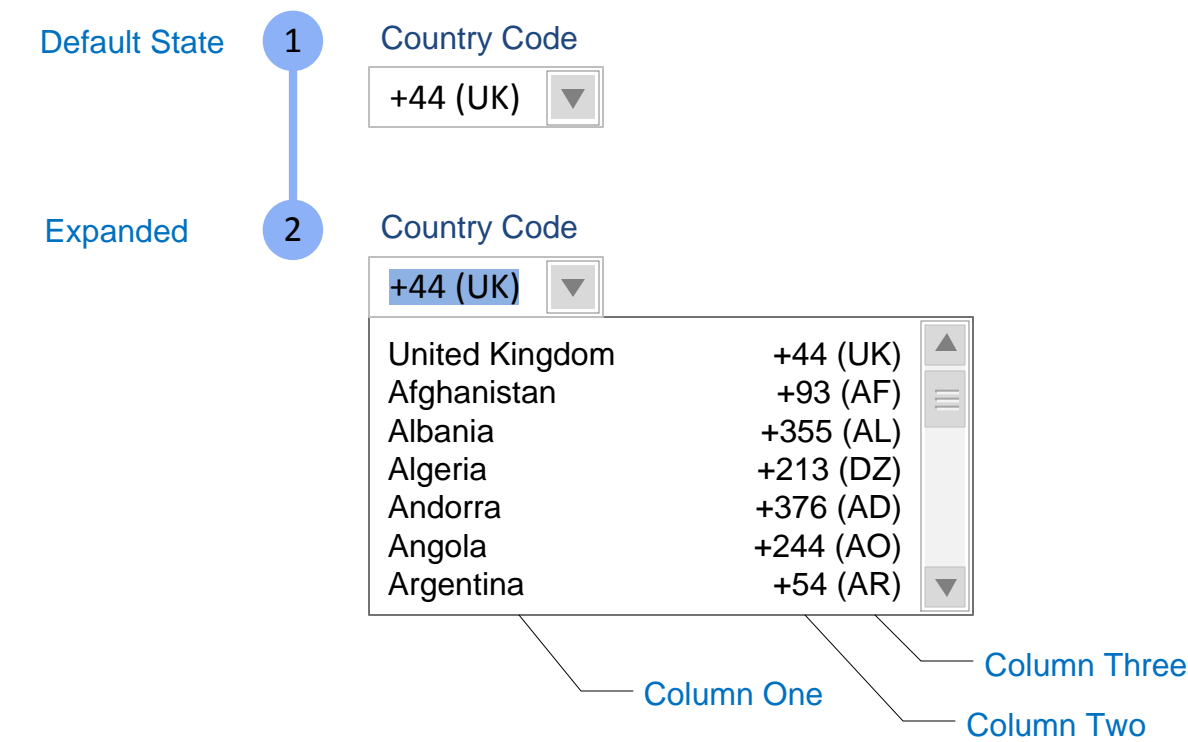 Default State
1
Country Code
+44 (UK)
Expanded
2
Country Code
+44 (UK)
United Kingdom +44 (UK)
Afghanistan +93 (AF)
Albania +355 (AL)
Algeria +213 (DZ)
Andorra +376 (AD)
Angola +244 (AO)
Argentina +54 (AR)
Column Three
Column One
Column Two